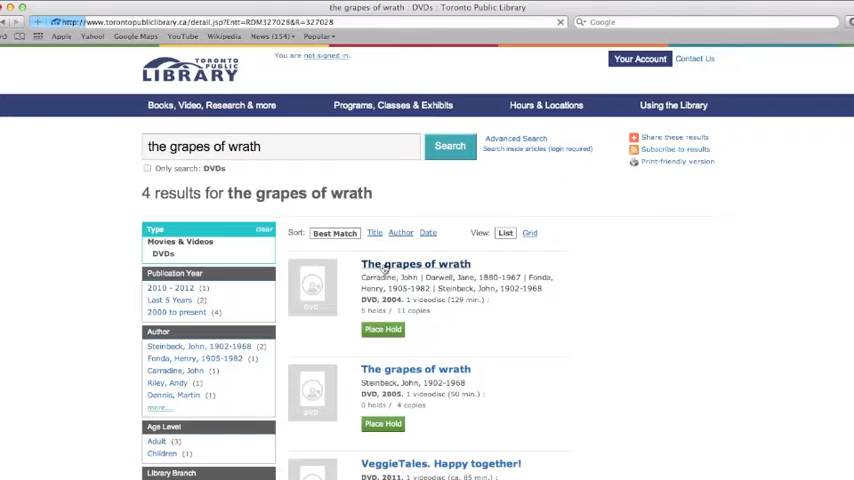 the grapes of wrath : DVDs : Toronto Public Library
http://www.torontopubliclibrary.ca/detail.jsp?Entt=RDM327028&R=327028
Google
Apple Yahoo! Google Maps YouTube Wikipedia News (154) Popular
TORONTO PUBLIC LIBRARY
You are not signed in.
Your Account Contact Us
Books, Video, Research & more Programs, Classes & Exhibits Hours & Locations Using the Library
the grapes of wrath Search
Advanced Search
Search inside articles (login required)
Only search: DVDs
Share these results
Subscribe to results
Print-friendly version
4 results for the grapes of wrath
Type clear
Movies & Videos
DVDs
Publication Year
2010 - 2012 (1)
Last 5 Years (2)
2000 to present (4)
Author
Steinbeck, John, 1902-1968 (2)
Fonda, Henry, 1905-1982 (1)
Carradine, John (1)
Riley, Andy (1)
Dennis, Martin (1)
more...
Age Level
Adult (3)
Children (1)
Library Branch
Sort: Best Match Title Author Date View: List Grid
DVD
The grapes of wrath
Carradine, John | Darwell, Jane, 1880-1967 | Fonda,
Henry, 1905-1982 | Steinbeck, John, 1902-1968
DVD, 2004. 1 videodisc (129 min.) :
5 holds / 11 copies
Place Hold
DVD
The grapes of wrath
Steinbeck, John, 1902-1968
DVD, 2005. 1 videodisc (50 min.) :
0 holds / 4 copies
Place Hold
VeggieTales. Happy together!
DVD, 2011. 1 videodisc (ca. 85 min.) :